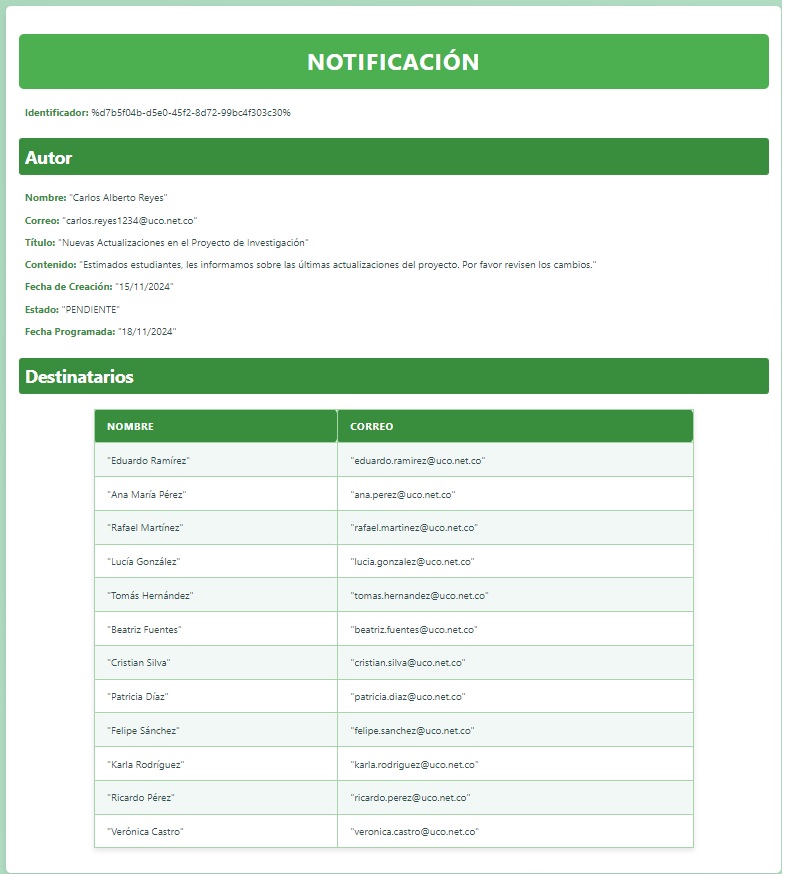 NOTIFICACIÓN
Identificador: %d7b5f04b-d5e0-45f2-8d72-99bc4f303c30%
Autor
Nombre: "Carlos Alberto Reyes"
Correo: "carlos.reyes1234@uco.net.co"
Título: "Nuevas Actualizaciones en el Proyecto de Investigación"
Contenido: "Estimados estudiantes, les informamos sobre las últimas actualizaciones del proyecto. Por favor revisen los cambios."
Fecha de Creación: "15/11/2024"
Estado: "PENDIENTE"
Fecha Programada: "18/11/2024"
Destinatarios
NOMBRE CORREO
"Eduardo Ramírez" "eduardo.ramirez@uco.net.co"
"Ana María Pérez" "ana.perez@uco.net.co"
"Rafael Martínez" "rafael.martinez@uco.net.co"
"Lucía González" "lucia.gonzalez@uco.net.co"
"Tomás Hernández" "tomas.hernandez@uco.net.co"
"Beatriz Fuentes" "beatriz.fuentes@uco.net.co"
"Cristian Silva" "cristian.silva@uco.net.co"
"Patricia Díaz" "patricia.diaz@uco.net.co"
"Felipe Sánchez" "felipe.sanchez@uco.net.co"
"Karla Rodríguez" "karla.rodriguez@uco.net.co"
"Ricardo Pérez" "ricardo.perez@uco.net.co"
"Verónica Castro" "veronica.castro@uco.net.co"